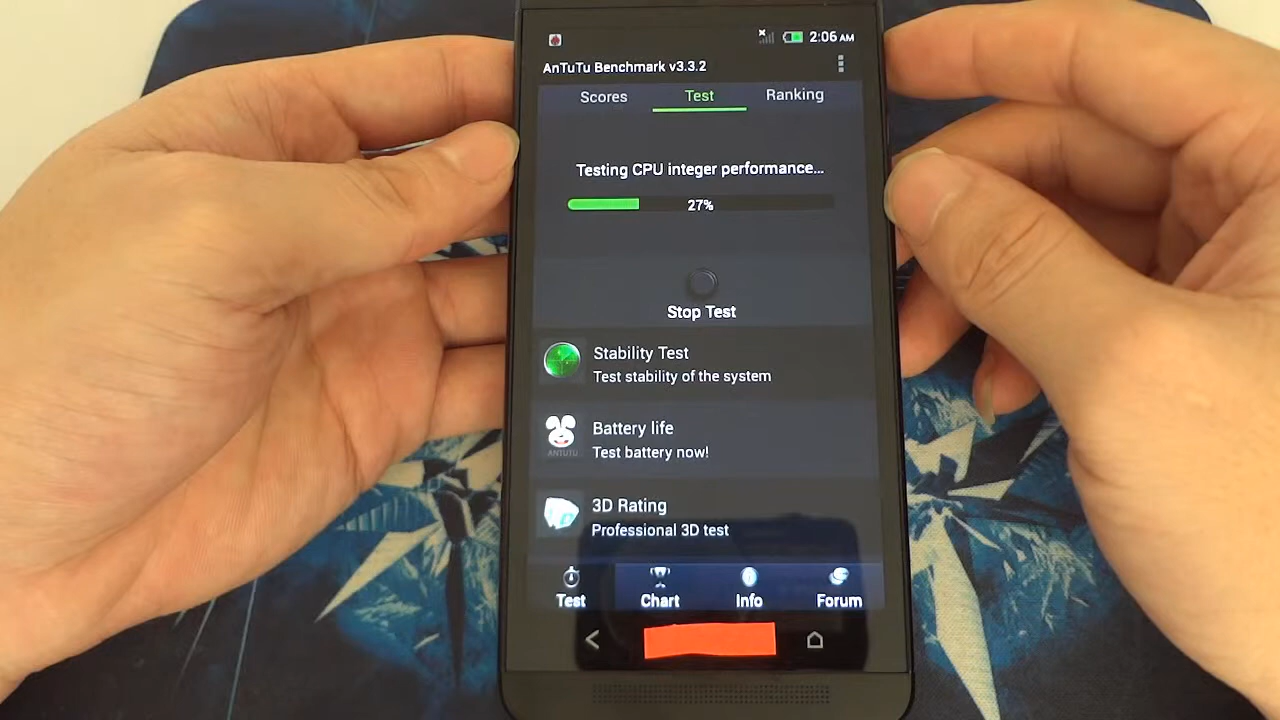 2:06 AM
AnTuTu Benchmark v3.3.2
Scores Test Ranking
Testing CPU integer performance...
27%
Stop Test
Stability Test
Test stability of the system
Battery life
Test battery now!
ANTUTU
3D Rating
Professional 3D test
Test Chart Info Forum